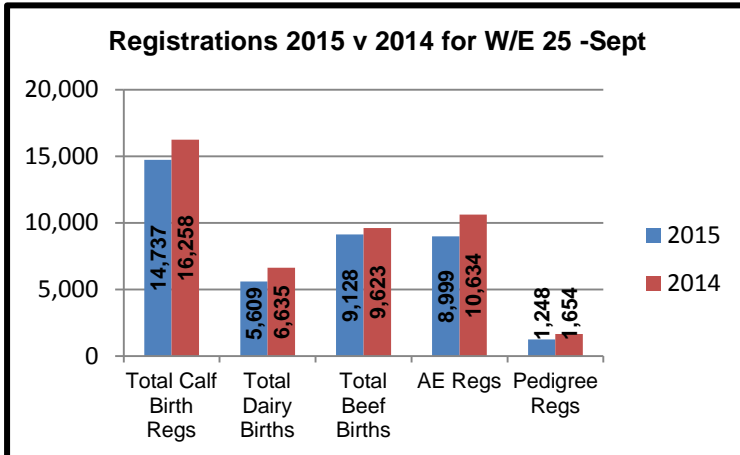 Registrations 2015 v 2014 for W/E 25 -Sept
20,000
15,000
10,000
5,000
0
14,737
16,258
5,609
6,635
9,128
9,623
8,999
10,634
1,248
1,654
Total Calf
Birth
Regs
Total
Dairy
Births
Total
Beef
Births
AE Regs
Pedigree
Regs
2015
2014